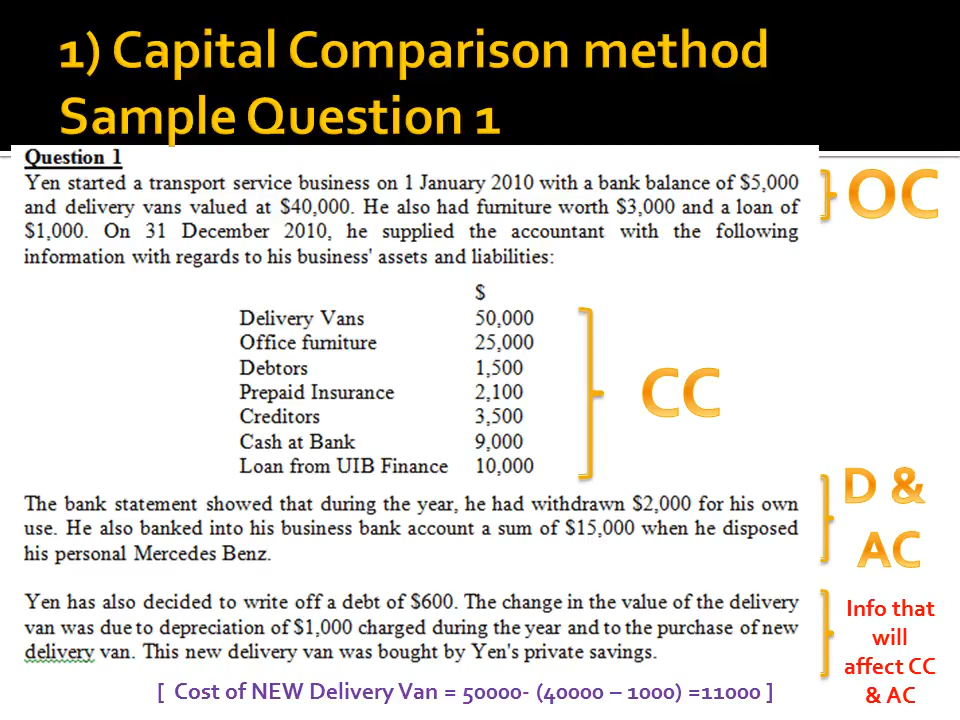 1) Capital Comparison method
Sample Question 1
Question 1
Yen started a transport service business on 1 January 2010 with a bank balance of $5,000
and delivery vans valued at $40,000. He also had furniture worth $3,000 and a loan of
$1,000. On 31 December 2010, he supplied the accountant with the following
information with regards to his business' assets and liabilities:
OC
$
Delivery Vans 50,000
Office furniture 25,000
Debtors 1,500
Prepaid Insurance 2,100
Creditors 3,500
Cash at Bank 9,000
Loan from UIB Finance 10,000
CC
The bank statement showed that during the year, he had withdrawn $2,000 for his own
use. He also banked into his business bank account a sum of $15,000 when he disposed
his personal Mercedes Benz.
D &
AC
Yen has also decided to write off a debt of $600. The change in the value of the delivery
van was due to depreciation of $1,000 charged during the year and to the purchase of new
delivery van. This new delivery van was bought by Yen's private savings.
Info that
will
affect CC
& AC
[ Cost of NEW Delivery Van = 50000- (40000 – 1000) =11000 ]